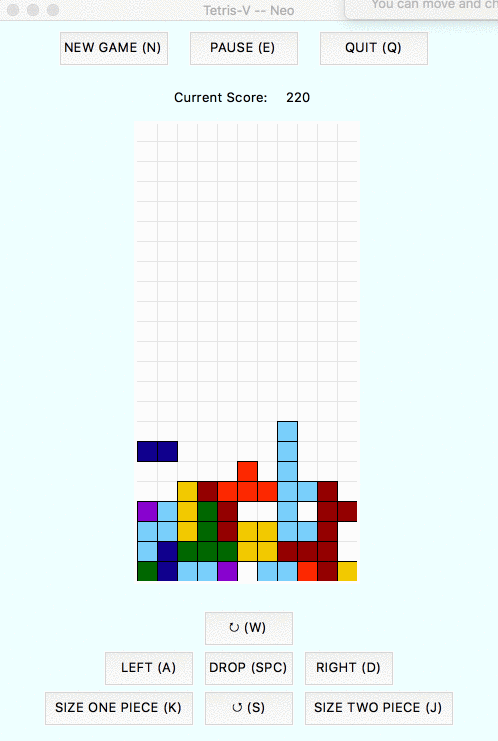 Tetris-V -- Neo
You can move and ch
NEW GAME (N) PAUSE (E) QUIT (Q)
Current Score: 220
↻ (W)
LEFT (A) DROP (SPC) RIGHT (D)
SIZE ONE PIECE (K) ↺ (S) SIZE TWO PIECE (J)